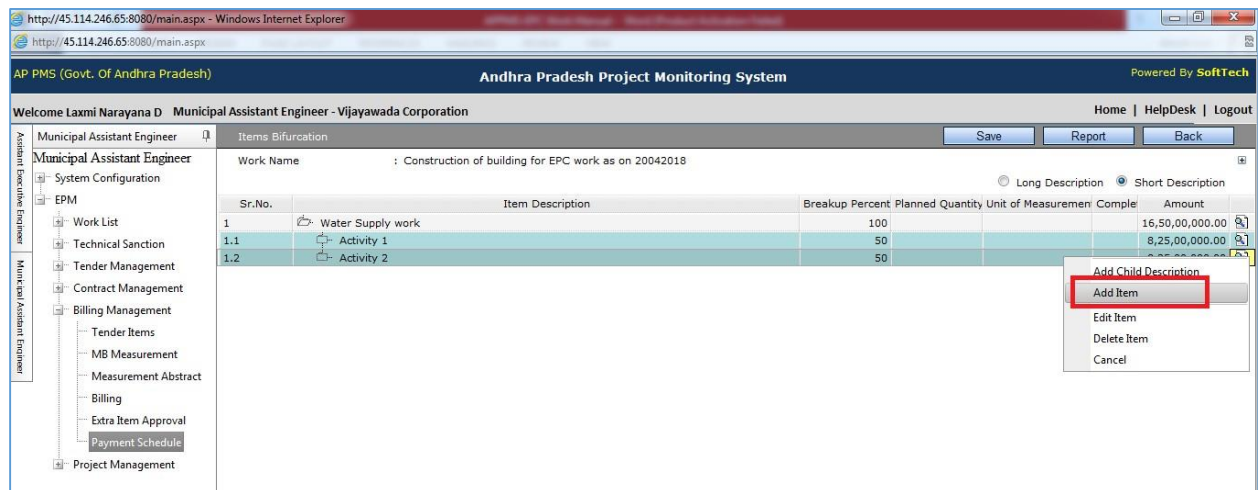 http://45.114.246.65:8080/main.aspx - Windows Internet Explorer
http://45.114.246.65:8080/main.aspx
AP PMS (Govt. Of Andhra Pradesh) Andhra Pradesh Project Monitoring System Powered By SoftTech
Welcome Laxmi Narayana D Municipal Assistant Engineer - Vijayawada Corporation Home | HelpDesk | Logout
Assistant Executive Engineer
Municipal Assistant Engineer
Municipal Assistant Engineer
Municipal Assistant Engineer
System Configuration
EPM
Work List
Technical Sanction
Tender Management
Contract Management
Billing Management
Tender Items
MB Measurement
Measurement Abstract
Billing
Extra Item Approval
Payment Schedule
Project Management
Items Bifurcation Save Report Back
Work Name : Construction of building for EPC work as on 20042018
Long Description Short Description
Sr.No. Item Description Breakup Percent Planned Quantity Unit of Measurement Comple Amount
1 Water Supply work 100 16,50,00,000.00
1.1 Activity 1 50 8,25,00,000.00
1.2 Activity 2 50
Add Child Description
Add Item
Edit Item
Delete Item
Cancel